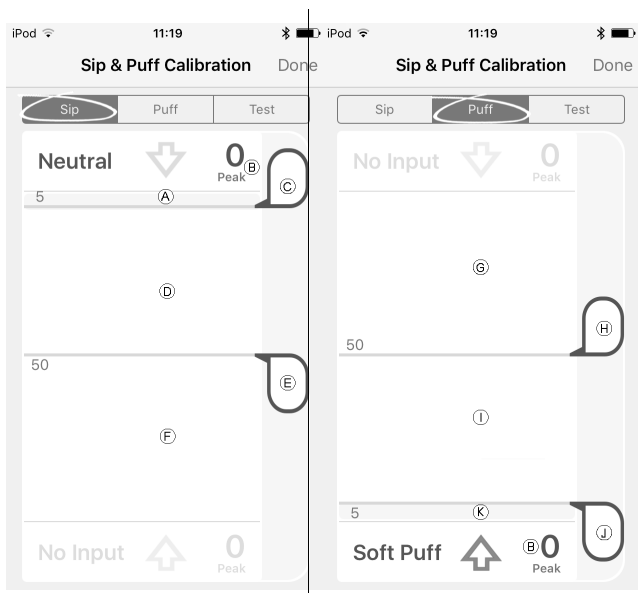 iPod 11:19
Sip & Puff Calibration Done
Sip Puff Test
Neutral 0 B
Peak C
5 A
D
50
E
F
No Input 0
Peak
iPod 11:19
Sip & Puff Calibration Done
Sip Puff Test
No Input 0
Peak
G
H
50
I
5 K
J
Soft Puff B 0
Peak